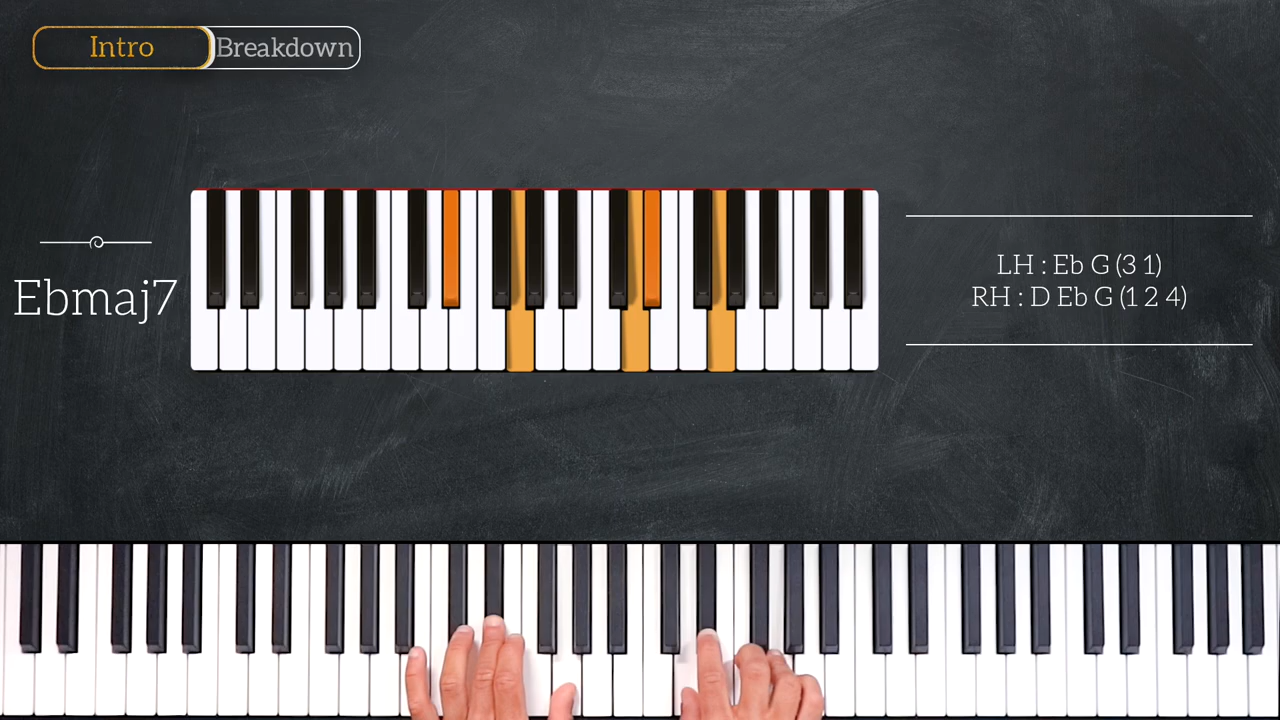 Intro
Breakdown
Ebmaj7
LH : Eb G (3 1)
RH : D Eb G (1 2 4)